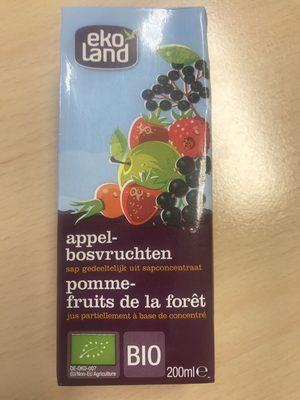 eko
land
appel-
bosvruchten
sap gedeeltelijk uit sapconcentraat
pomme-
fruits de la forêt
jus partiellement à base de concentré
DE-ÖKO-007
EU/Non-EU Agriculture
BIO
200ml e